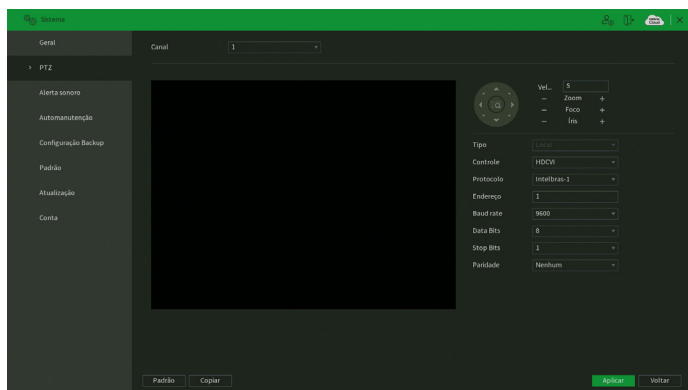 Sistema
Geral
PTZ
Alerta sonoro
Automanutenção
Configuração Backup
Padrão
Atualização
Conta
Canal 1
Vel... 5
− Zoom +
− Foco +
− Íris +
Tipo Local
Controle HDCVI
Protocolo Intelbras-1
Endereço 1
Baud rate 9600
Data Bits 8
Stop Bits 1
Paridade Nenhum
Padrão Copiar Aplicar Voltar